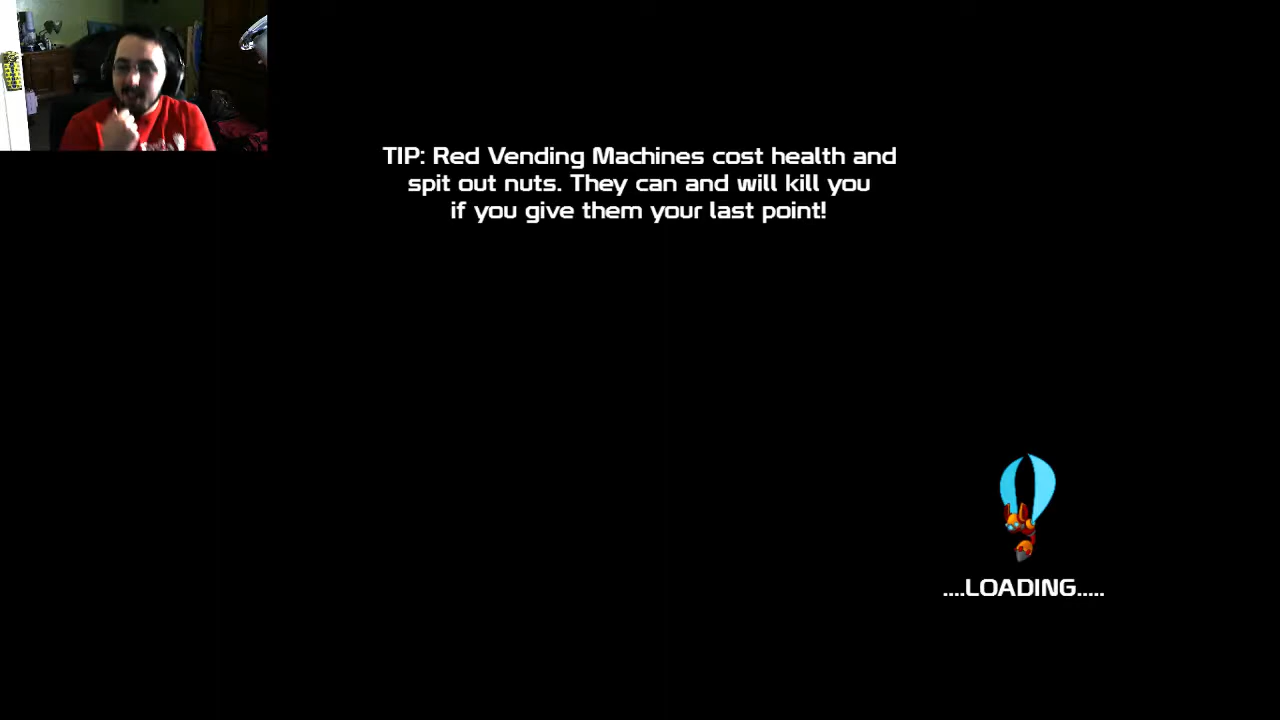 TIP: Red Vending Machines cost health and
spit out nuts. They can and will kill you
if you give them your last point!
....LOADING.....